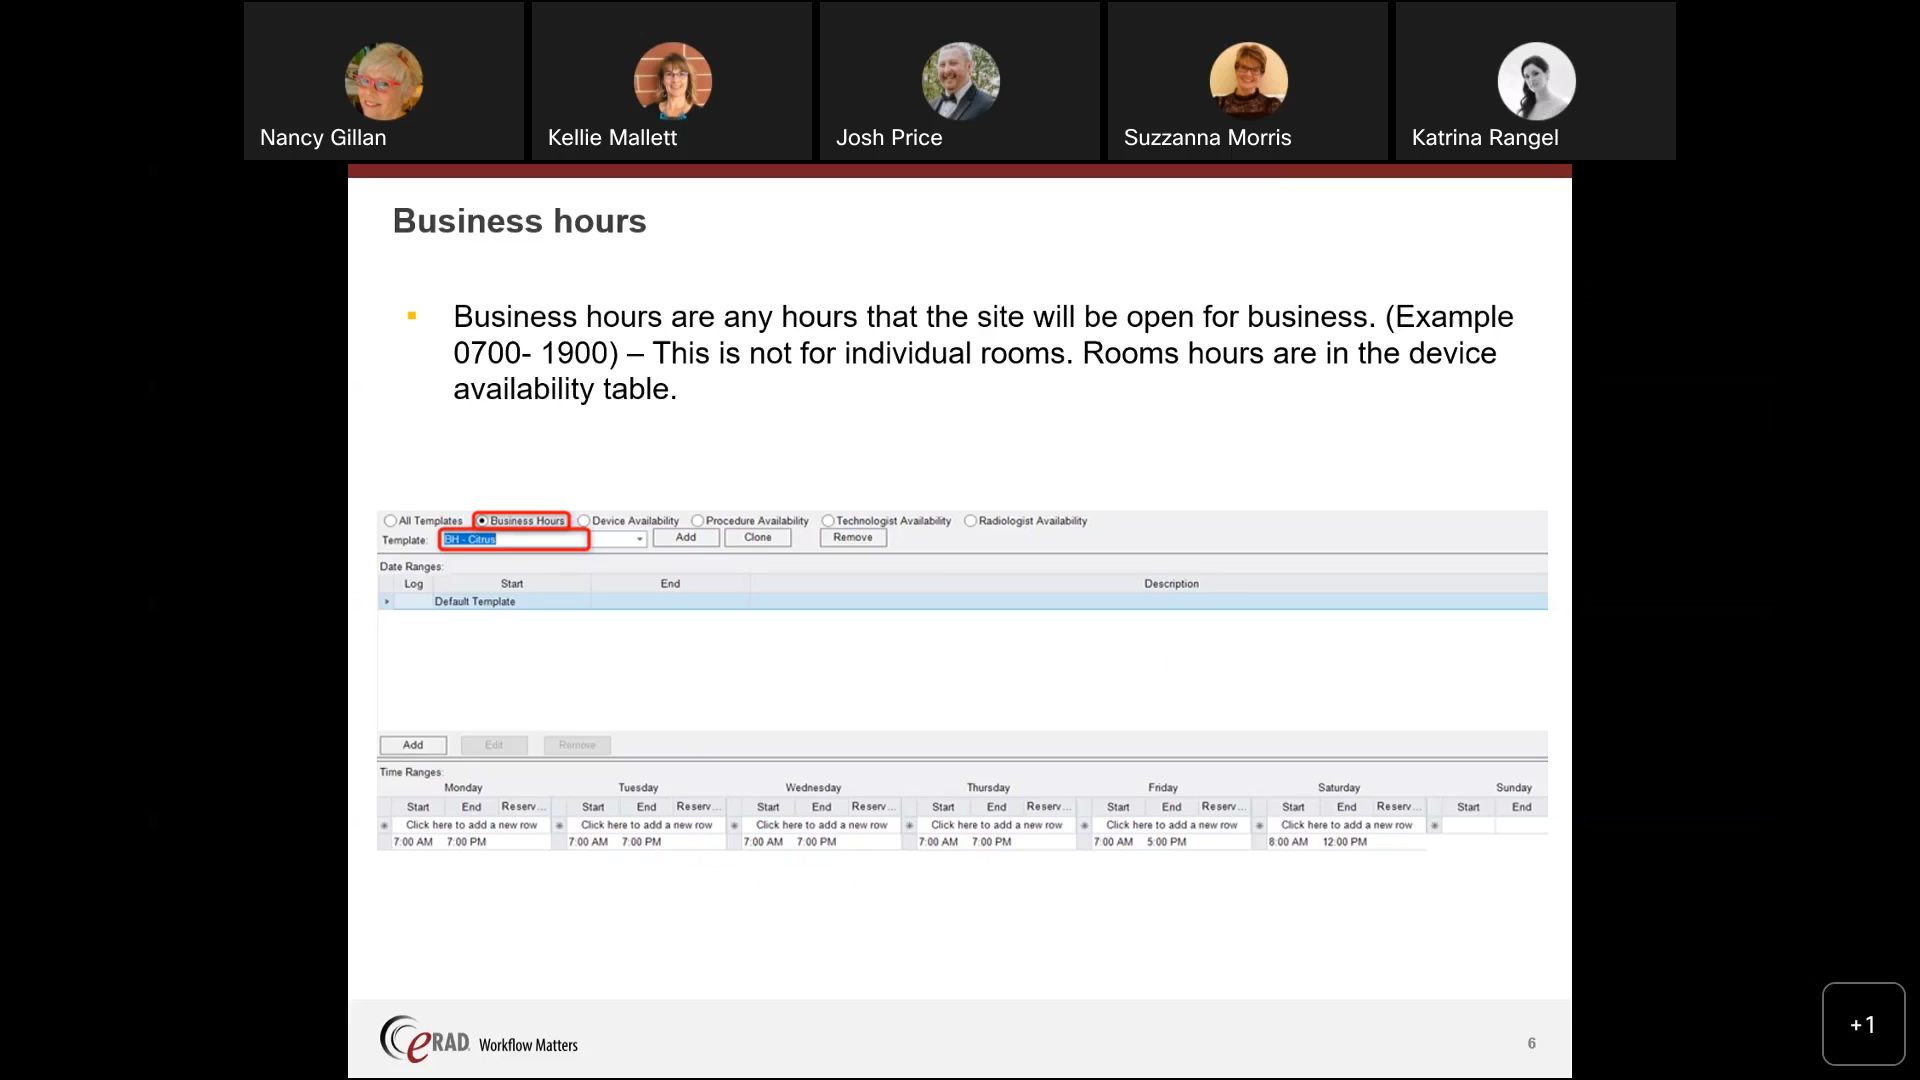 Nancy Gillan
Kellie Mallett
Josh Price
Suzzanna Morris
Katrina Rangel
Business hours
Business hours are any hours that the site will be open for business. (Example
0700- 1900) – This is not for individual rooms. Rooms hours are in the device
availability table.
All Templates Business Hours Device Availability Procedure Availability Technologist Availability Radiologist Availability
Template: BH - Citrus Add Clone Remove
Date Ranges:
Log Start End Description
Default Template
Add Edit Remove
Time Ranges:
Monday Tuesday Wednesday Thursday Friday Saturday Sunday
Start End Reserv... Start End Reserv... Start End Reserv... Start End Reserv... Start End Reserv... Start End Reserv... Start End
Click here to add a new row Click here to add a new row Click here to add a new row Click here to add a new row Click here to add a new row Click here to add a new row
7:00 AM 7:00 PM 7:00 AM 7:00 PM 7:00 AM 7:00 PM 7:00 AM 7:00 PM 7:00 AM 5:00 PM 8:00 AM 12:00 PM
eRAD Workflow Matters
6
+1